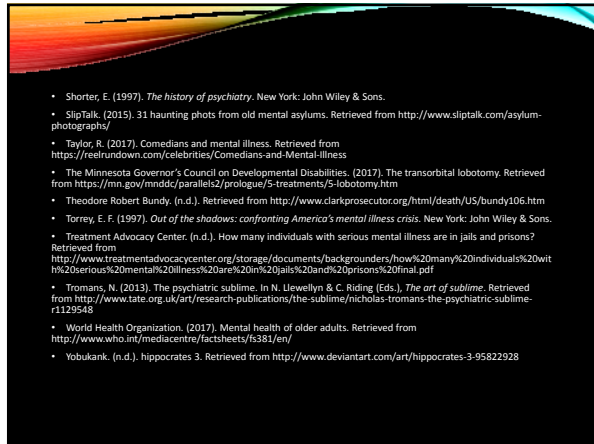 • Shorter, E. (1997). The history of psychiatry. New York: John Wiley & Sons.
• SlipTalk. (2015). 31 haunting phots from old mental asylums. Retrieved from http://www.sliptalk.com/asylum-
photographs/
• Taylor, R. (2017). Comedians and mental illness. Retrieved from
https://reelrundown.com/celebrities/Comedians-and-Mental-Illness
• The Minnesota Governor's Council on Developmental Disabilities. (2017). The transorbital lobotomy. Retrieved
from https://mn.gov/mnddc/parallels2/prologue/5-treatments/5-lobotomy.htm
• Theodore Robert Bundy. (n.d.). Retrieved from http://www.clarkprosecutor.org/html/death/US/bundy106.htm
• Torrey, E. F. (1997). Out of the shadows: confronting America's mental illness crisis. New York: John Wiley & Sons.
• Treatment Advocacy Center. (n.d.). How many individuals with serious mental illness are in jails and prisons?
Retrieved from
http://www.treatmentadvocacycenter.org/storage/documents/backgrounders/how%20many%20individuals%20wit
h%20serious%20mental%20illness%20are%20in%20jails%20and%20prisons%20final.pdf
• Tromans, N. (2013). The psychiatric sublime. In N. Llewellyn & C. Riding (Eds.), The art of sublime. Retrieved
from http://www.tate.org.uk/art/research-publications/the-sublime/nicholas-tromans-the-psychiatric-sublime-
r1129548
• World Health Organization. (2017). Mental health of older adults. Retrieved from
http://www.who.int/mediacentre/factsheets/fs381/en/
• Yobukank. (n.d.). hippocrates 3. Retrieved from http://www.deviantart.com/art/hippocrates-3-95822928